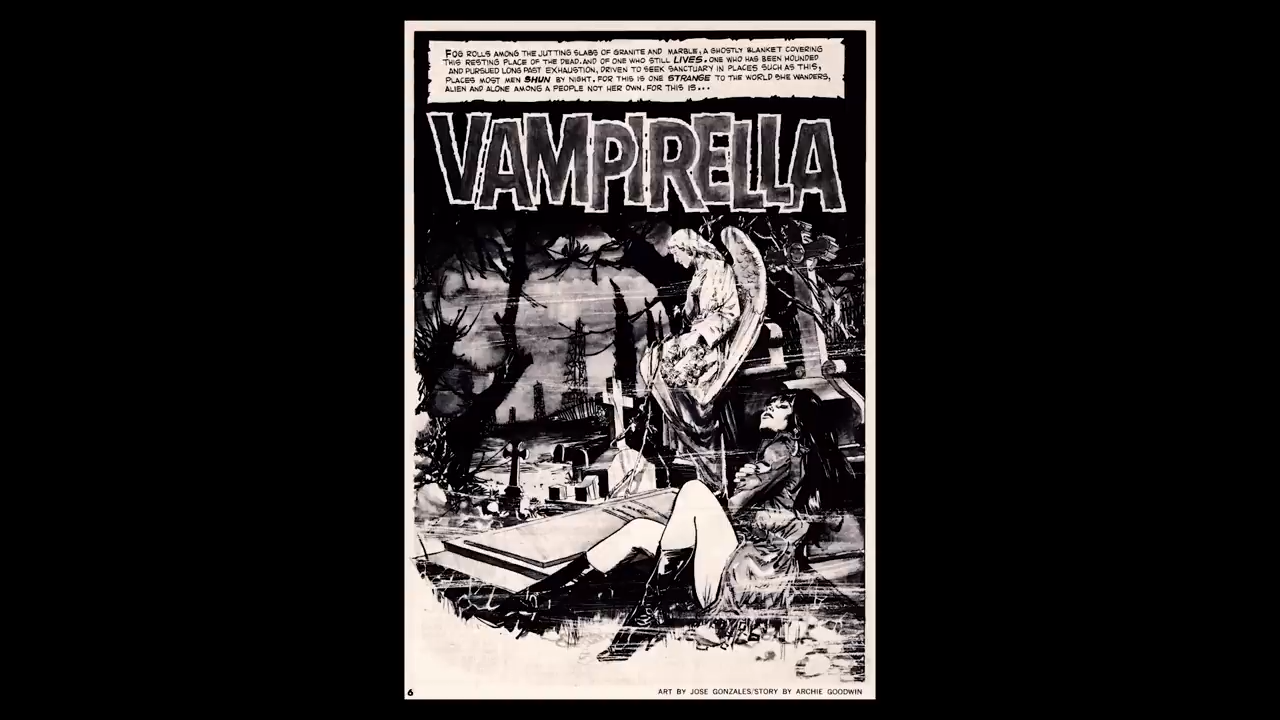 FOG ROLLS AMONG THE JUTTING SLABS OF GRANITE AND MARBLE, A GHOSTLY BLANKET COVERING
THIS RESTING PLACE OF THE DEAD. AND OF ONE WHO STILL LIVES. ONE WHO HAS BEEN HOUNDED
AND PURSUED LONG PAST EXHAUSTION, DRIVEN TO SEEK SANCTUARY IN PLACES SUCH AS THIS,
PLACES MOST MEN SHUN BY NIGHT. FOR THIS IS ONE STRANGE TO THE WORLD SHE WANDERS,
ALIEN AND ALONE AMONG A PEOPLE NOT HER OWN. FOR THIS IS...
VAMPIRELLA
6
ART BY JOSE GONZALES/STORY BY ARCHIE GOODWIN